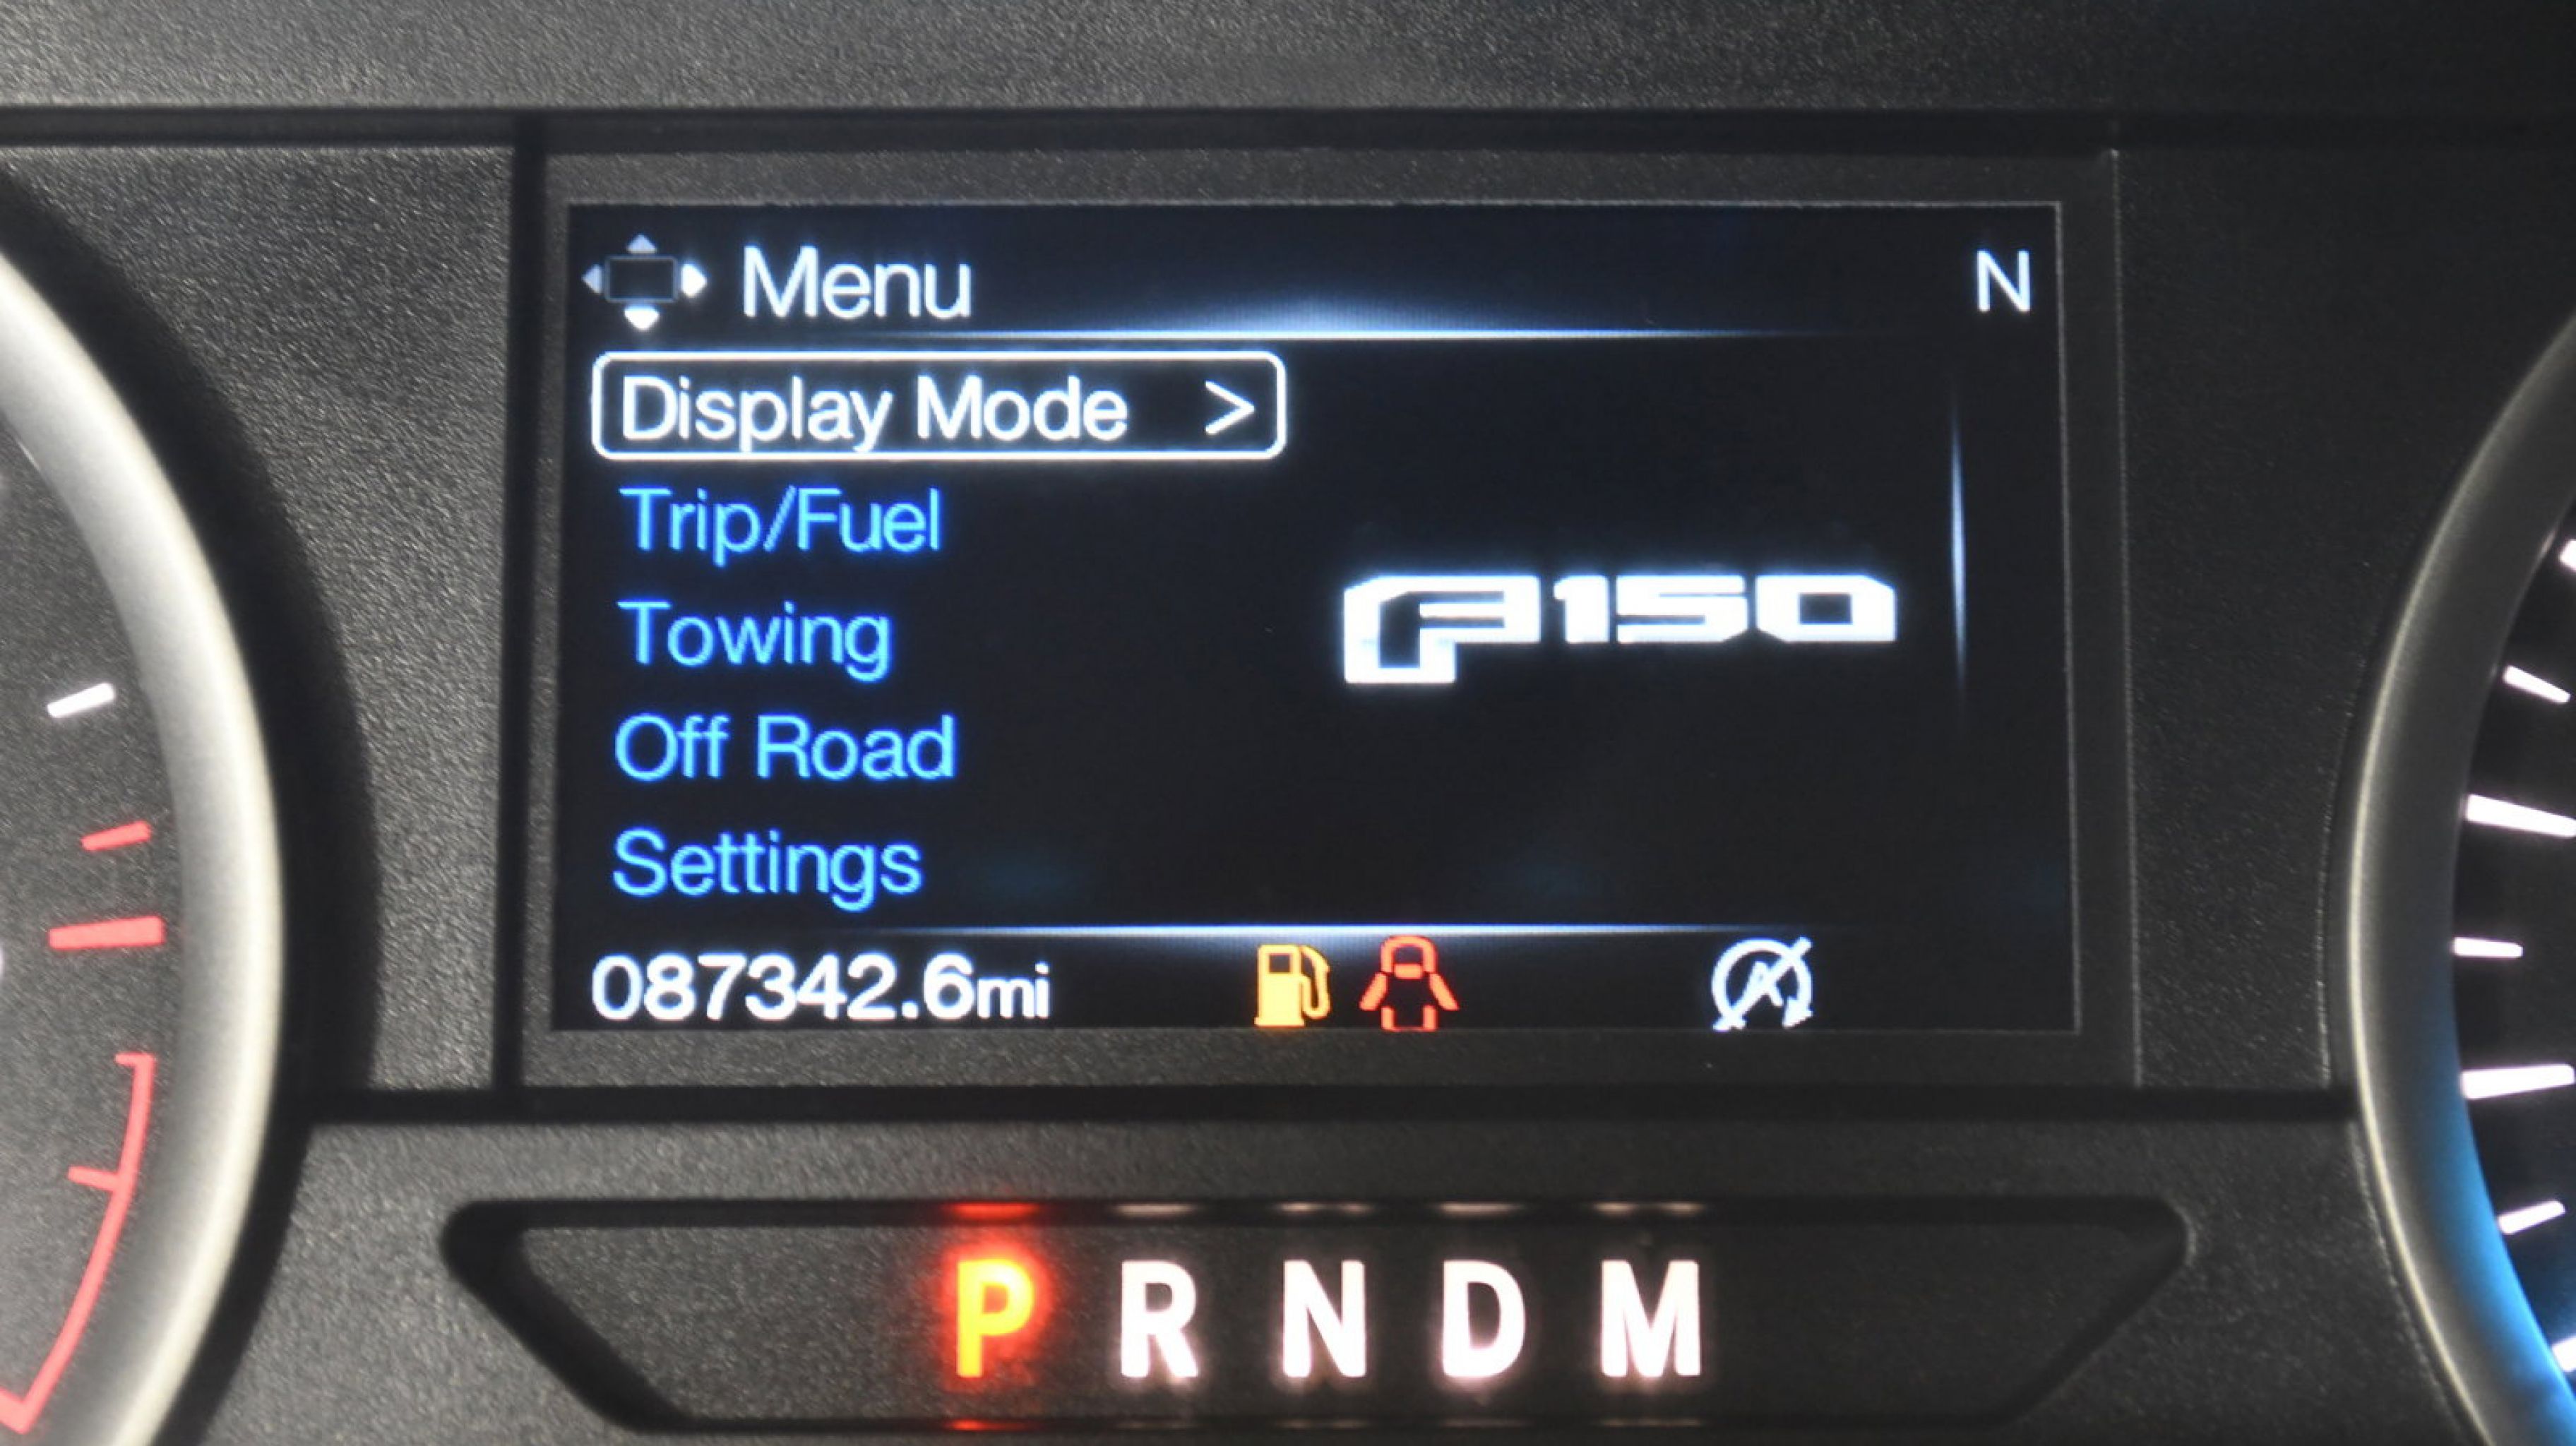 Menu N
Display Mode >
Trip/Fuel
F150
Towing
Off Road
Settings
087342.6mi A
P R N D M